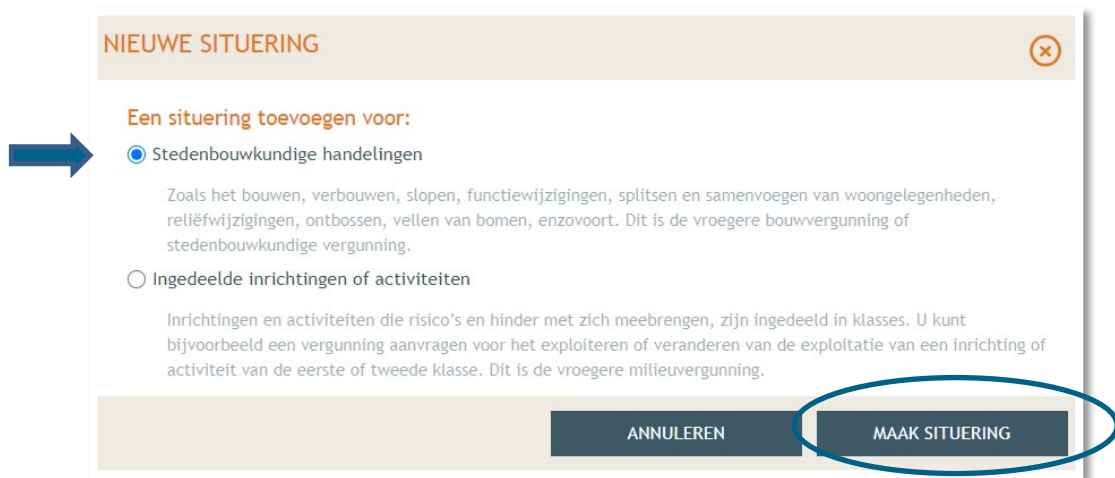 NIEUWE SITUERING
Een situering toevoegen voor:
Stedenbouwkundige handelingen
Zoals het bouwen, verbouwen, slopen, functiewijzigingen, splitsen en samenvoegen van woongelegenheden,
reliëfwijzigingen, ontbossen, vellen van bomen, enzovoort. Dit is de vroegere bouwvergunning of
stedenbouwkundige vergunning.
Ingedeelde inrichtingen of activiteiten
Inrichtingen en activiteiten die risico's en hinder met zich meebrengen, zijn ingedeeld in klasses. U kunt
bijvoorbeeld een vergunning aanvragen voor het exploiteren of veranderen van de exploitatie van een inrichting of
activiteit van de eerste of tweede klasse. Dit is de vroegere milieuvergunning.
ANNULEREN MAAK SITUERING